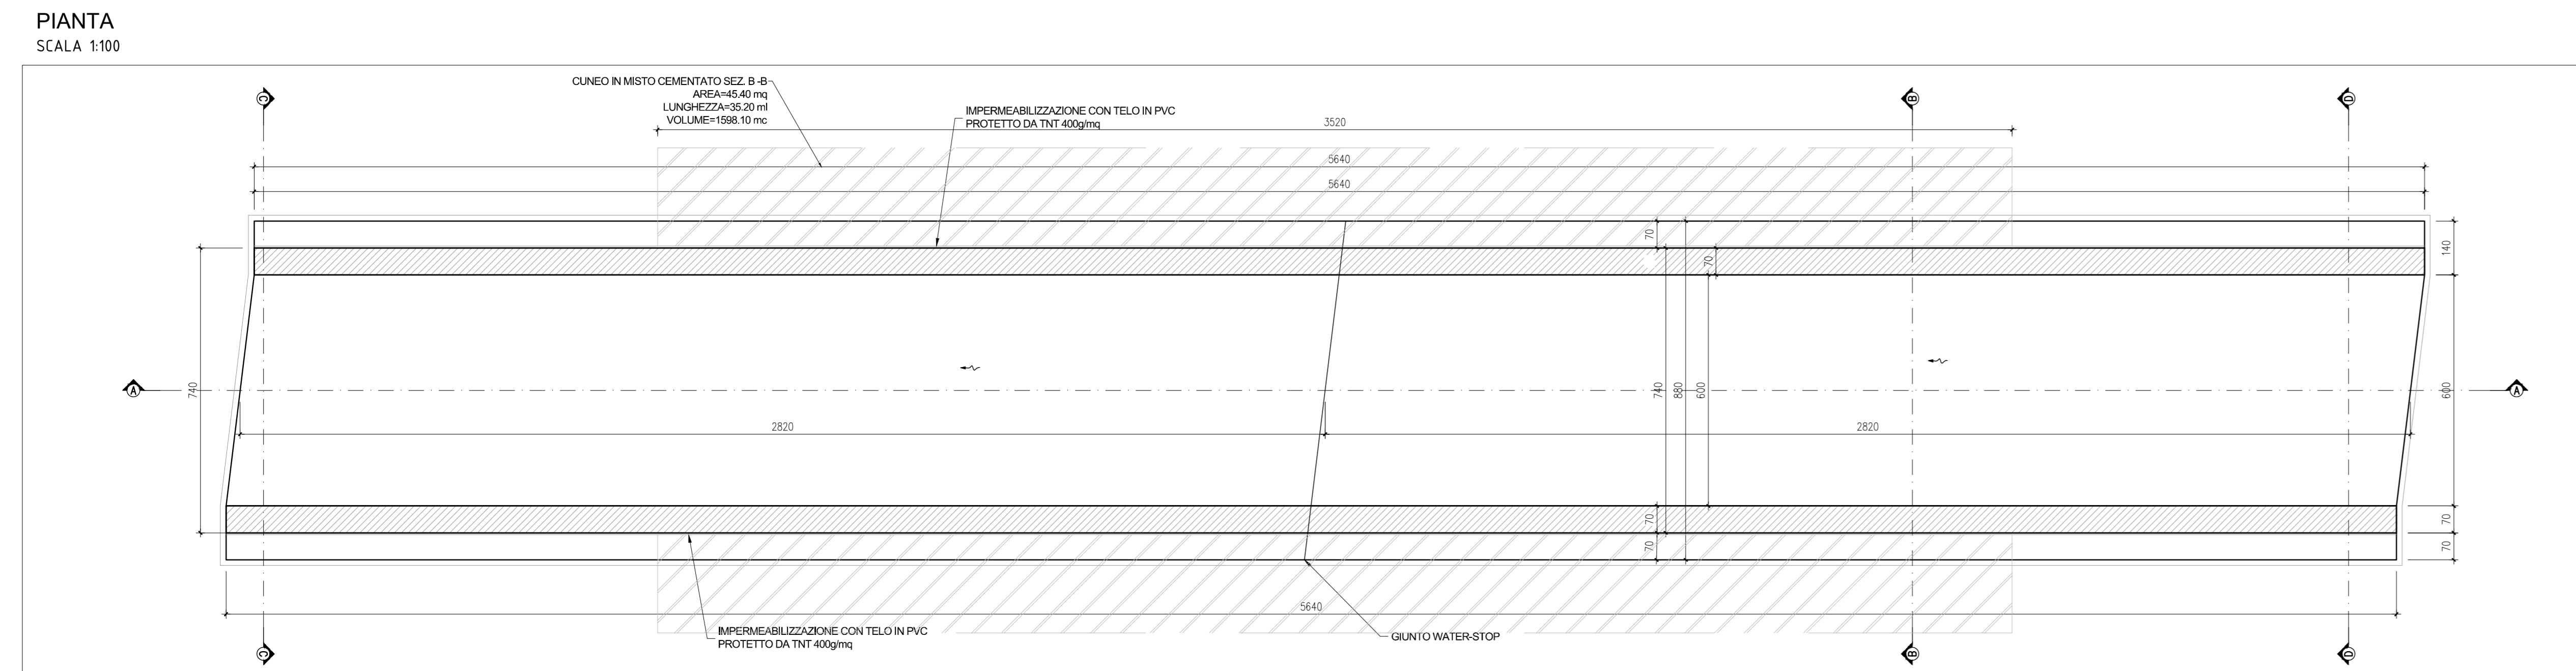 PIANTA
SCALA 1:100
CUNEO IN MISTO CEMENTATO SEZ. B -B
AREA=45.40 mq
LUNGHEZZA=35.20 ml
VOLUME=1598.10 mc
IMPERMEABILIZZAZIONE CON TELO IN PVC
PROTETTO DA TNT 400g/mq
C
B
D
3520
5640
5640
70
70
140
A
740
740
880
600
600
A
2820
2820
70
70
70
70
5640
IMPERMEABILIZZAZIONE CON TELO IN PVC
PROTETTO DA TNT 400g/mq
GIUNTO WATER-STOP
C
B
D